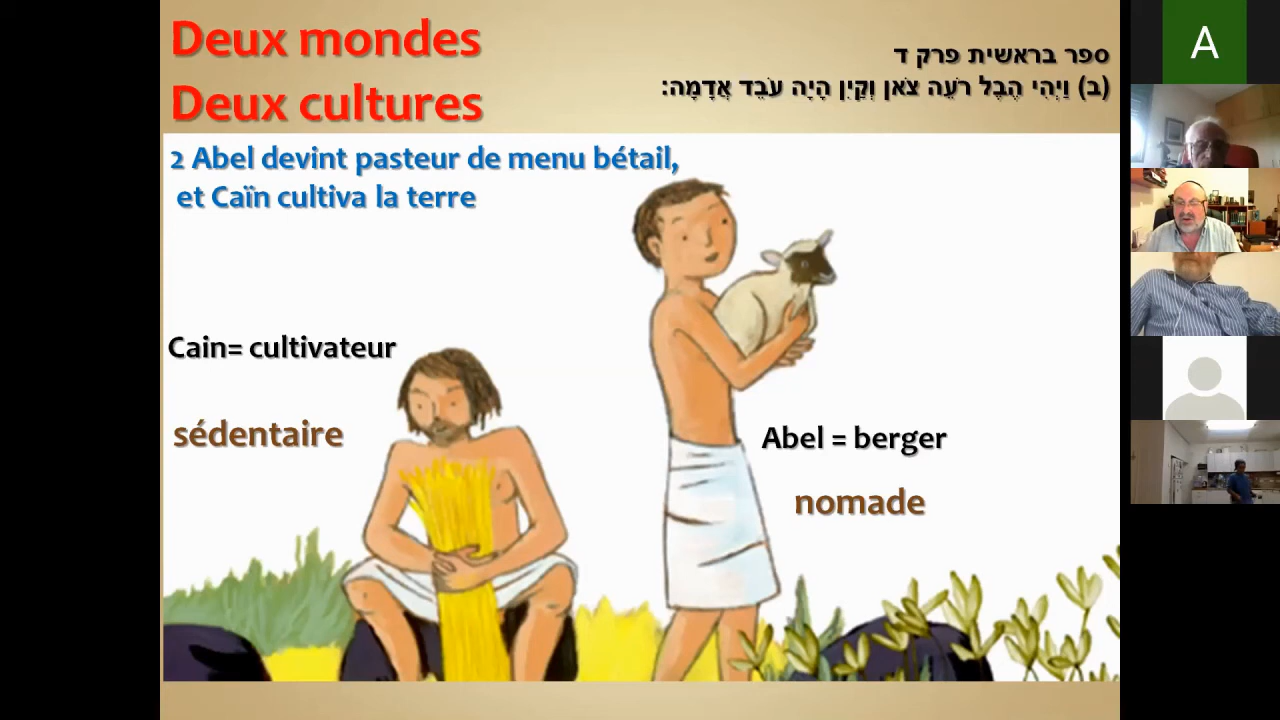 Deux mondes
Deux cultures
ספר בראשית פרק ד
(ב) וַיְהִי הֶבֶל רֹעֵה צֹאן וְקַיִן הָיָה עֹבֵד אֲדָמָה:
2 Abel devint pasteur de menu bétail,
et Caïn cultiva la terre
Cain= cultivateur
sédentaire
Abel = berger
nomade
A